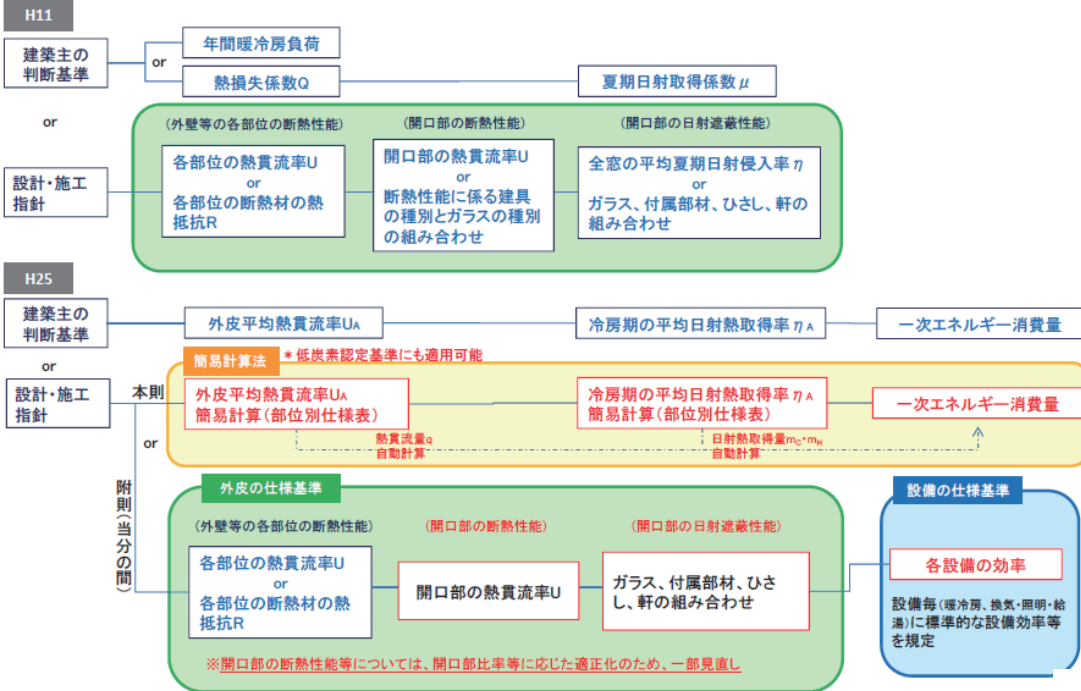 H11
建築主の
判断基準
or
年間暖冷房負荷
熱損失係数Q
夏期日射取得係数μ
or
設計・施工
指針
(外壁等の各部位の断熱性能)
各部位の熱貫流率U
or
各部位の断熱材の熱
抵抗R
(開口部の断熱性能)
開口部の熱貫流率U
or
断熱性能に係る建具
の種別とガラスの種別
の組み合わせ
(開口部の日射遮蔽性能)
全窓の平均夏期日射侵入率η
or
ガラス、付属部材、ひさし、軒の
組み合わせ
H25
建築主の
判断基準
外皮平均熱貫流率UA
冷房期の平均日射熱取得率ηA
一次エネルギー消費量
or
設計・施工
指針
本則
or
附則(当分の間)
簡易計算法
*低炭素認定基準にも適用可能
外皮平均熱貫流率UA
簡易計算(部位別仕様表)
冷房期の平均日射熱取得率ηA
簡易計算(部位別仕様表)
一次エネルギー消費量
熱貫流量q
自動計算
日射熱取得量mC・mH
自動計算
外皮の仕様基準
(外壁等の各部位の断熱性能)
各部位の熱貫流率U
or
各部位の断熱材の熱
抵抗R
(開口部の断熱性能)
開口部の熱貫流率U
(開口部の日射遮蔽性能)
ガラス、付属部材、ひさ
し、軒の組み合わせ
※開口部の断熱性能等については、開口部比率等に応じた適正化のため、一部見直し
設備の仕様基準
各設備の効率
設備毎(暖冷房、換気・照明・給
湯)に標準的な設備効率等
を規定